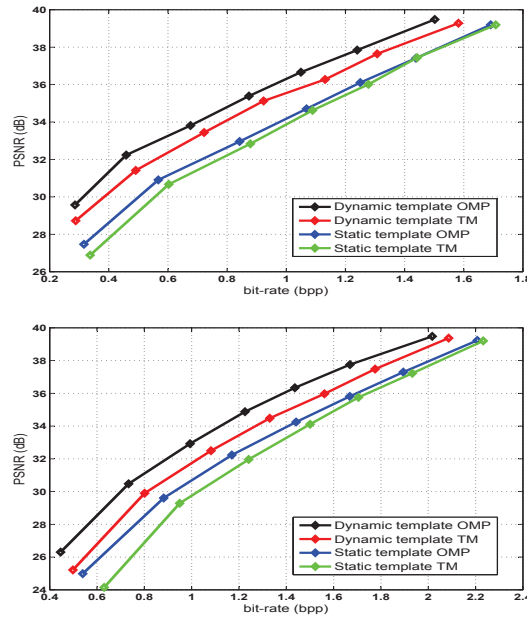 40
38
36
34
32
30
28
26
PSNR (dB)
Dynamic template OMP
Dynamic template TM
Static template OMP
Static template TM
0.2 0.4 0.6 0.8 1 1.2 1.4 1.6 1.8
bit-rate (bpp)
40
38
36
34
32
30
28
26
24
PSNR (dB)
Dynamic template OMP
Dynamic template TM
Static template OMP
Static template TM
0.4 0.6 0.8 1 1.2 1.4 1.6 1.8 2 2.2 2.4
bit-rate (bpp)